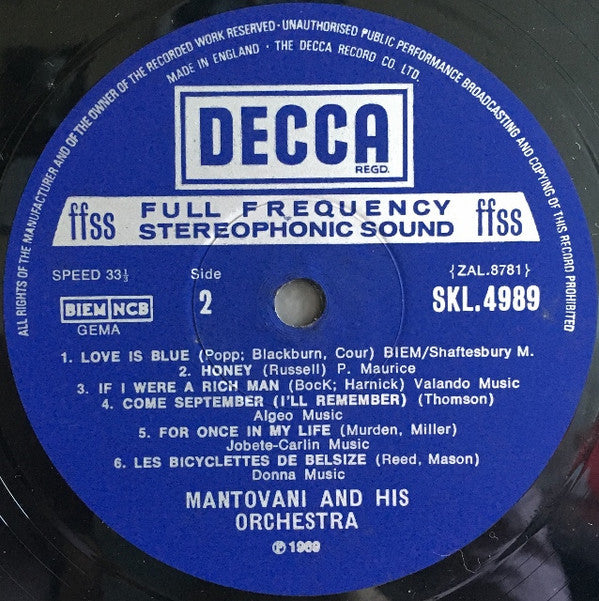 ALL RIGHTS OF THE MANUFACTURER AND OF THE OWNER OF THE RECORDED WORK RESERVED · UNAUTHORISED PUBLIC PERFORMANCE BROADCASTING AND COPYING OF THIS RECORD PROHIBITED
MADE IN ENGLAND · THE DECCA RECORD CO. LTD.
DECCA
REGD.
ffss FULL FREQUENCY STEREOPHONIC SOUND ffss
SPEED 33⅓ Side 2 {ZAL.8781}
BIEM NCB SKL.4989
GEMA
1. LOVE IS BLUE (Popp; Blackburn, Cour) BIEM/Shaftesbury M.
2. HONEY (Russell) P. Maurice
3. IF I WERE A RICH MAN (BocK; Harnick) Valando Music
4. COME SEPTEMBER (I'LL REMEMBER) (Thomson)
Algeo Music
5. FOR ONCE IN MY LIFE (Murden, Miller)
Jobete-Carlin Music
6. LES BICYCLETTES DE BELSIZE (Reed, Mason)
Donna Music
MANTOVANI AND HIS
ORCHESTRA
℗ 1969